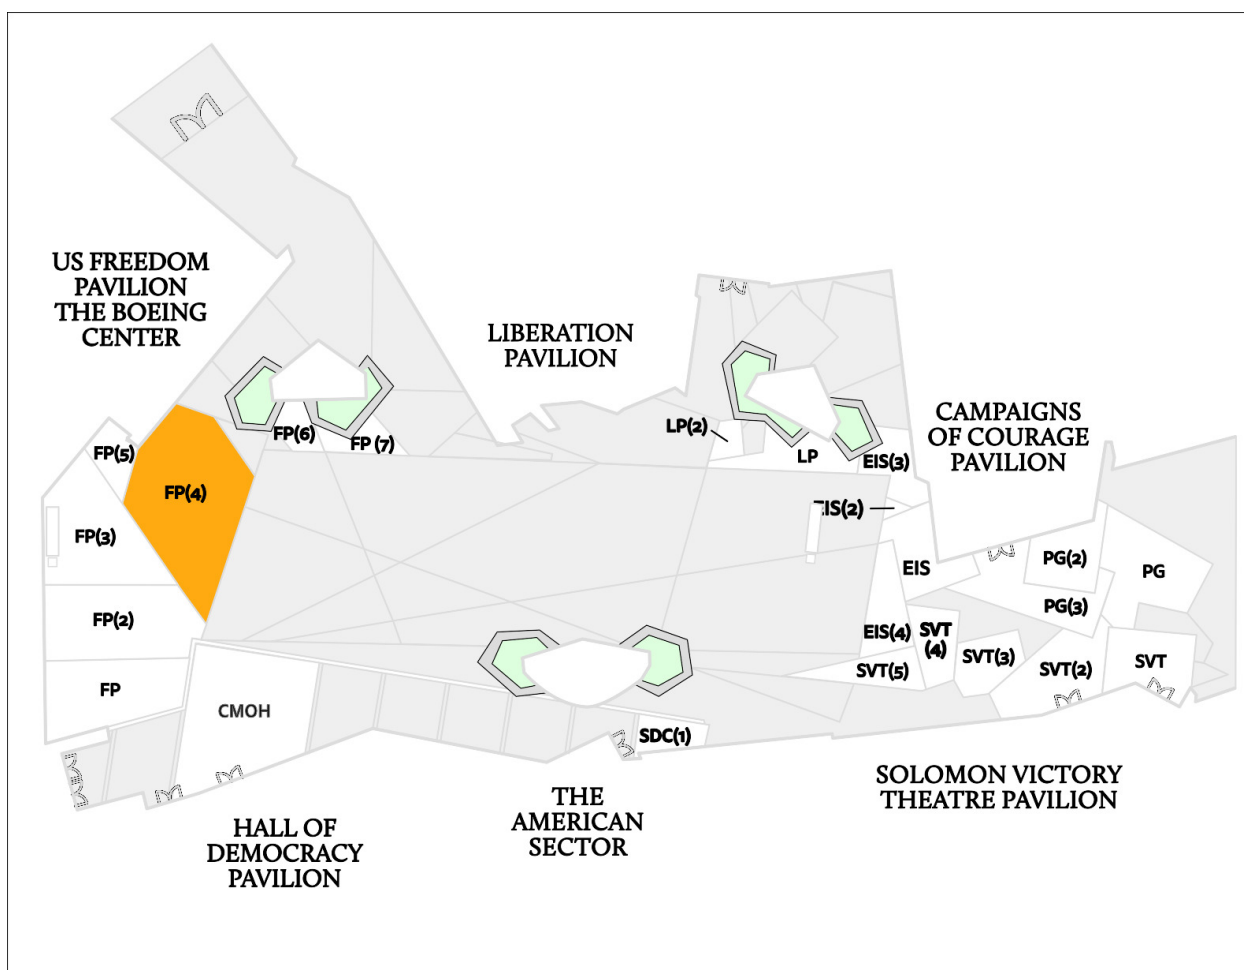 US FREEDOM
PAVILION
THE BOEING
CENTER
LIBERATION
PAVILION
CAMPAIGNS
OF COURAGE
PAVILION
FP(5)
FP(6)
FP (7)
LP(2)
LP
EIS(3)
FP(4)
EIS(2)
FP(3)
EIS
PG(2)
PG
PG(3)
FP(2)
EIS(4)
SVT
(4)
SVT(3)
SVT(5)
SVT(2)
SVT
FP
CMOH
SDC(1)
SOLOMON VICTORY
THEATRE PAVILION
THE
AMERICAN
SECTOR
HALL OF
DEMOCRACY
PAVILION